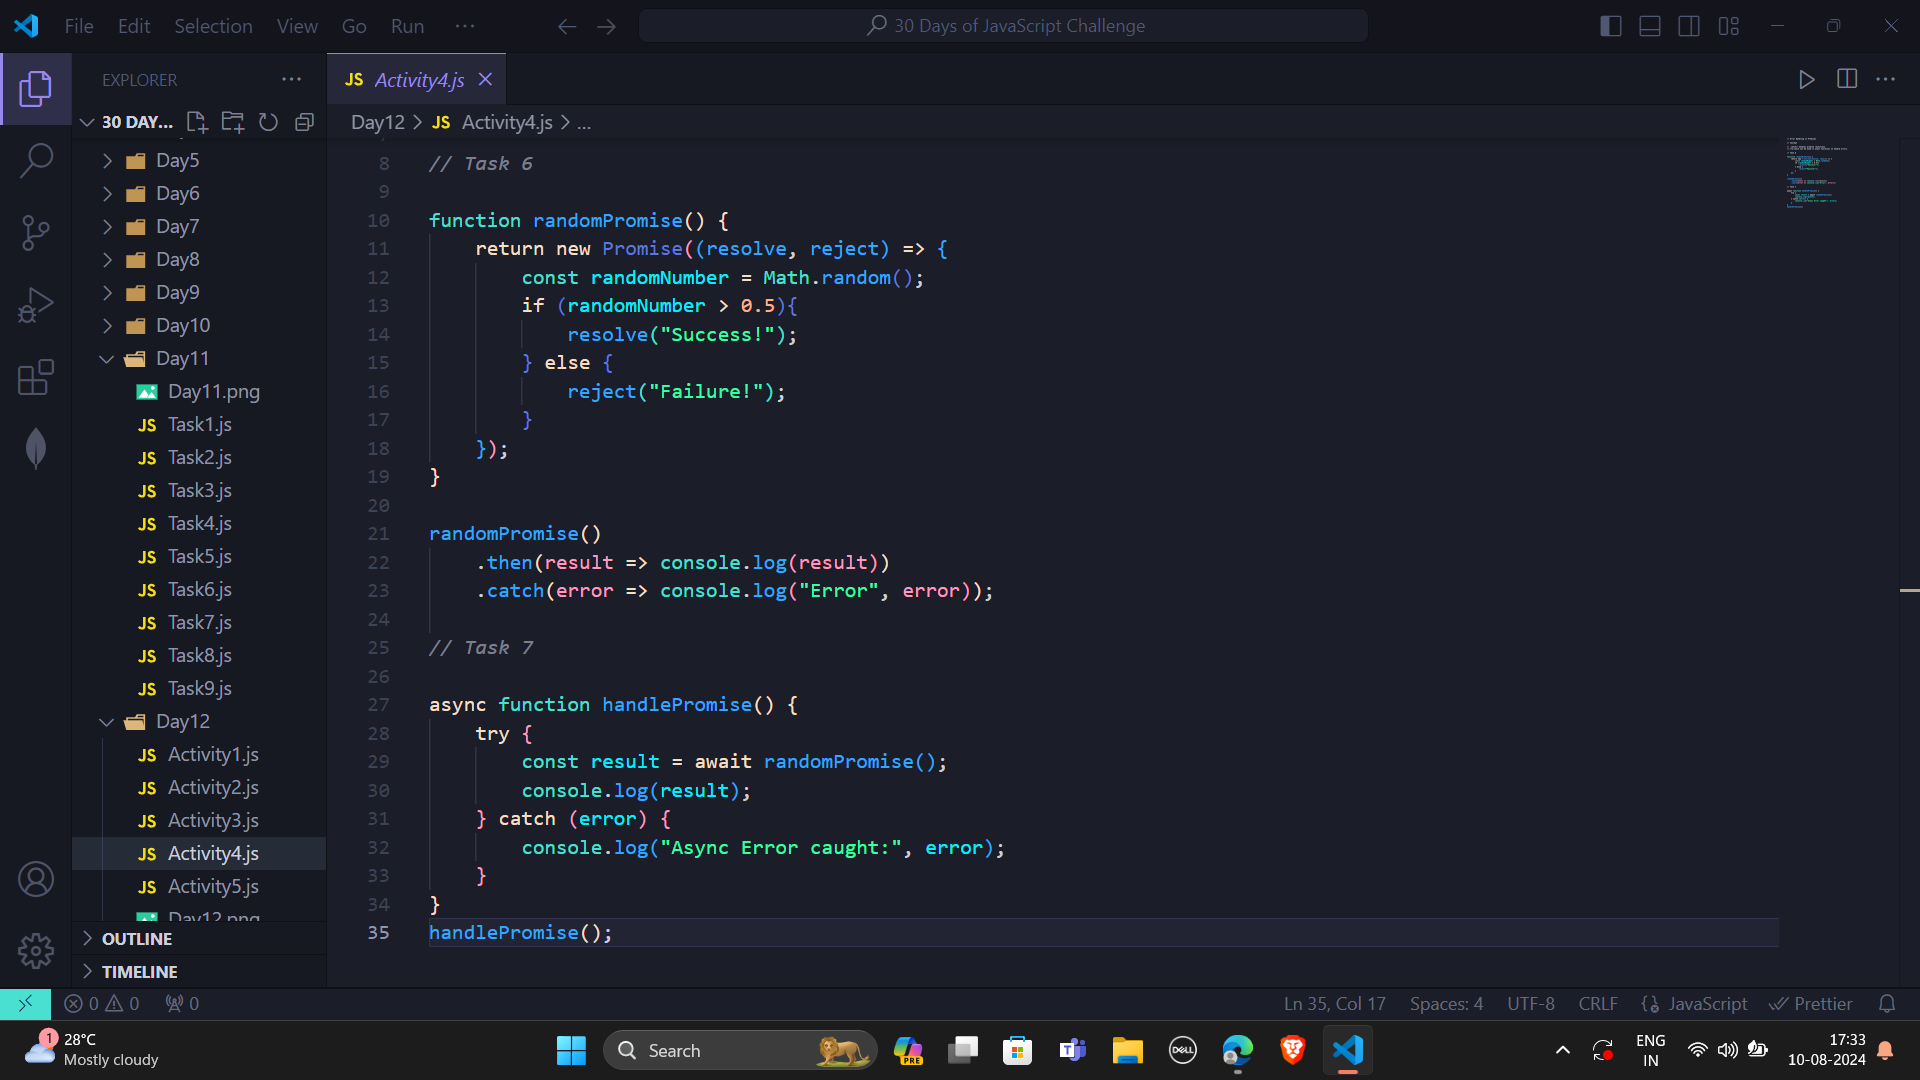 File Edit Selection View Go Run
30 Days of JavaScript Challenge
EXPLORER
30 DAY...
Day5
Day6
Day7
Day8
Day9
Day10
Day11
Day11.png
JS Task1.js
JS Task2.js
JS Task3.js
JS Task4.js
JS Task5.js
JS Task6.js
JS Task7.js
JS Task8.js
JS Task9.js
Day12
JS Activity1.js
JS Activity2.js
JS Activity3.js
JS Activity4.js
JS Activity5.js
Day12.png
OUTLINE
TIMELINE
JS Activity4.js
Day12 > JS Activity4.js > ...
8 // Task 6
9
10 function randomPromise() {
11 return new Promise((resolve, reject) => {
12 const randomNumber = Math.random();
13 if (randomNumber > 0.5){
14 resolve("Success!");
15 } else {
16 reject("Failure!");
17 }
18 });
19 }
20
21 randomPromise()
22 .then(result => console.log(result))
23 .catch(error => console.log("Error", error));
24
25 // Task 7
26
27 async function handlePromise() {
28 try {
29 const result = await randomPromise();
30 console.log(result);
31 } catch (error) {
32 console.log("Async Error caught:", error);
33 }
34 }
35 handlePromise();
0 0 0
Ln 35, Col 17 Spaces: 4 UTF-8 CRLF JavaScript Prettier
1
28°C
Mostly cloudy
Search
PRE
DELL
ENG
IN
17:33
10-08-2024